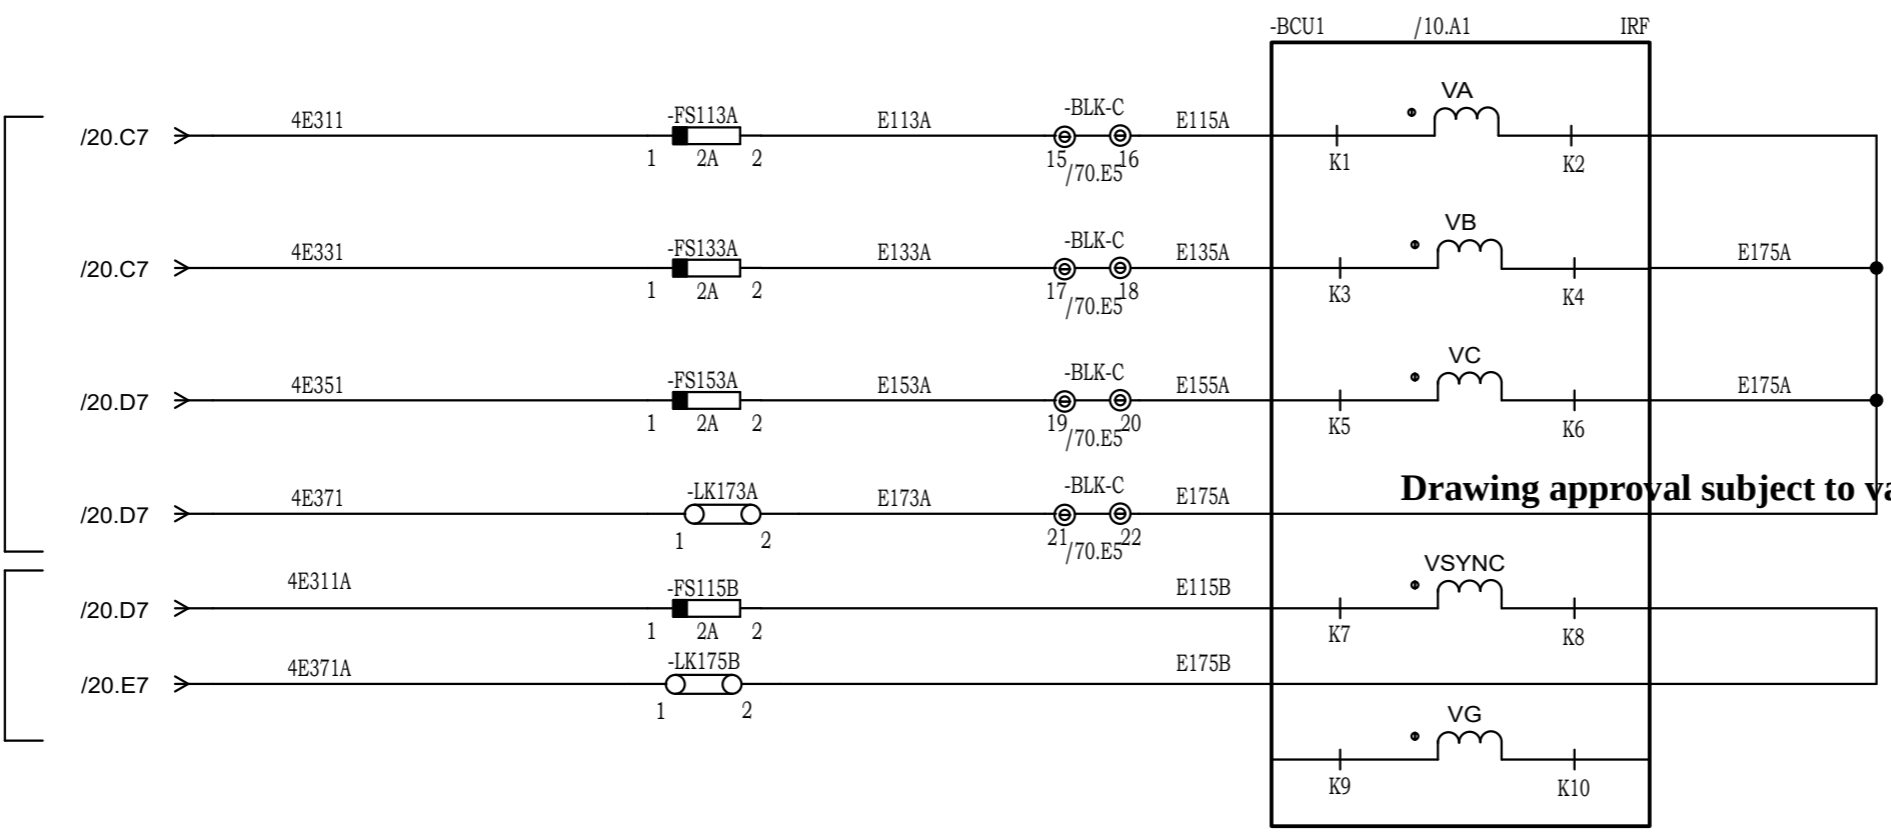 -BCU1 /10.A1 IRF
VA
/20.C7 4E311 -FS113A E113A -BLK-C E115A
1 2A 2 15 16 K1 K2
/70.E5
VB
/20.C7 4E331 -FS133A E133A -BLK-C E135A E175A
1 2A 2 17 18 K3 K4
/70.E5
VC
/20.D7 4E351 -FS153A E153A -BLK-C E155A E175A
1 2A 2 19 20 K5 K6
/70.E5
Drawing approval subject to va
/20.D7 4E371 -LK173A E173A -BLK-C E175A
1 2 21 22
/70.E5
VSYNC
/20.D7 4E311A -FS115B E115B
1 2A 2 K7 K8
/20.E7 4E371A -LK175B E175B
1 2
VG
K9 K10